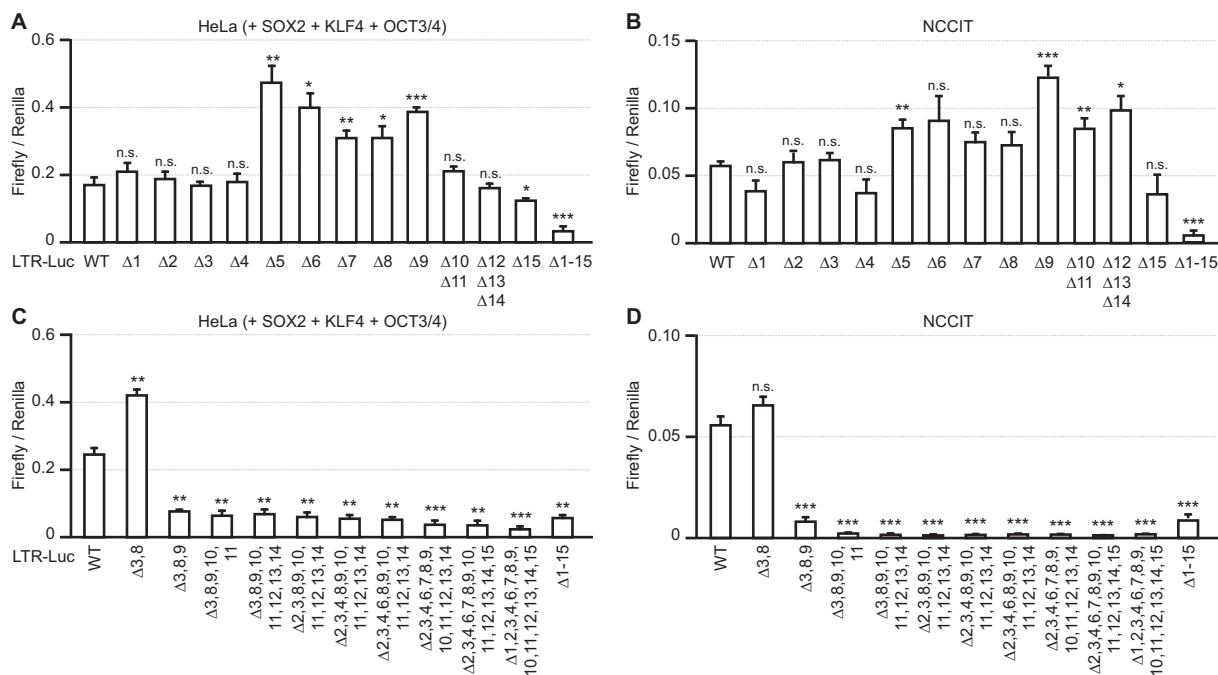 A
HeLa (+ SOX2 + KLF4 + OCT3/4)
Firefly / Renilla
0.6
0.4
0.2
0
n.s.
n.s.
n.s.
n.s.
**
*
**
*
***
n.s.
n.s.
*
***
LTR-Luc WT Δ1 Δ2 Δ3 Δ4 Δ5 Δ6 Δ7 Δ8 Δ9 Δ10 Δ12 Δ15 Δ1-15
Δ11 Δ13
Δ14
B
NCCIT
Firefly / Renilla
0.15
0.10
0.05
0
n.s.
n.s.
n.s.
n.s.
**
n.s.
n.s.
n.s.
***
**
*
n.s.
***
WT Δ1 Δ2 Δ3 Δ4 Δ5 Δ6 Δ7 Δ8 Δ9 Δ10 Δ12 Δ15 Δ1-15
Δ11 Δ13
Δ14
C
HeLa (+ SOX2 + KLF4 + OCT3/4)
Firefly / Renilla
0.6
0.4
0.2
0
**
**
**
**
**
**
**
***
**
***
**
LTR-Luc
WT
Δ3,8
Δ3,8,9
Δ3,8,9,10,
11
Δ3,8,9,10,
11,12,13,14
Δ2,3,8,9,10,
11,12,13,14
Δ2,3,4,8,9,10,
11,12,13,14
Δ2,3,4,6,8,9,10,
11,12,13,14
Δ2,3,4,6,7,8,9,
10,11,12,13,14
Δ2,3,4,6,7,8,9,10,
11,12,13,14,15
Δ1,2,3,4,6,7,8,9,
10,11,12,13,14,15
Δ1-15
D
NCCIT
Firefly / Renilla
0.10
0.05
0
n.s.
***
***
***
***
***
***
***
***
***
***
WT
Δ3,8
Δ3,8,9
Δ3,8,9,10,
11
Δ3,8,9,10,
11,12,13,14
Δ2,3,8,9,10,
11,12,13,14
Δ2,3,4,8,9,10,
11,12,13,14
Δ2,3,4,6,8,9,10,
11,12,13,14
Δ2,3,4,6,7,8,9,
10,11,12,13,14
Δ2,3,4,6,7,8,9,10,
11,12,13,14,15
Δ1,2,3,4,6,7,8,9,
10,11,12,13,14,15
Δ1-15